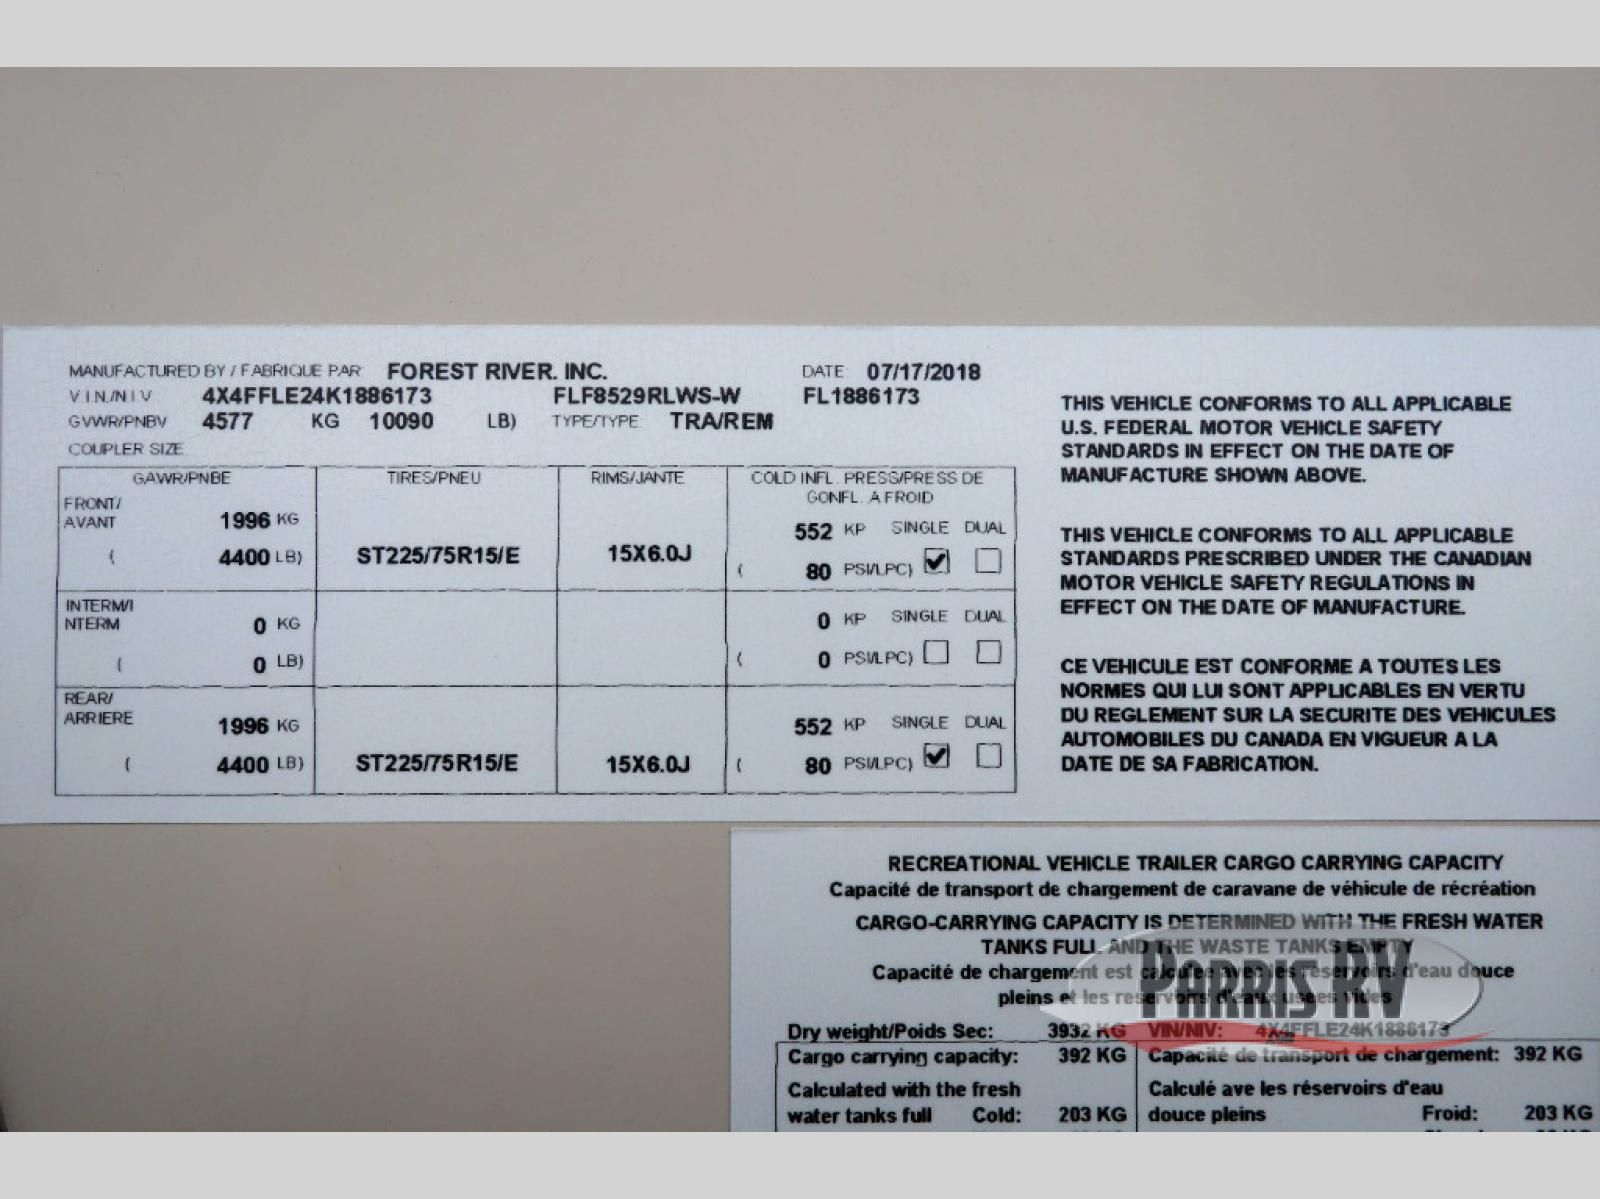 MANUFACTURED BY / FABRIQUE PAR FOREST RIVER. INC. DATE: 07/17/2018
V I N./N I V 4X4FFLE24K1886173 FLF8529RLWS-W FL1886173
GVWR/PNBV 4577 KG 10090 LB) TYPE/TYPE: TRA/REM
COUPLER SIZE
GAWR/PNBE TIRES/PNEU RIMS/JANTE COLD INFL. PRESS/PRESS DE
GONFL. A FROID
FRONT/
AVANT 1996 KG 552 KP SINGLE DUAL
( 4400 LB) ST225/75R15/E 15X6.0J ( 80 PSI/LPC)
INTERM/I
NTERM 0 KG 0 KP SINGLE DUAL
( 0 LB) ( 0 PSI/LPC)
REAR/
ARRIERE 1996 KG 552 KP SINGLE DUAL
( 4400 LB) ST225/75R15/E 15X6.0J ( 80 PSI/LPC)
THIS VEHICLE CONFORMS TO ALL APPLICABLE
U.S. FEDERAL MOTOR VEHICLE SAFETY
STANDARDS IN EFFECT ON THE DATE OF
MANUFACTURE SHOWN ABOVE.
THIS VEHICLE CONFORMS TO ALL APPLICABLE
STANDARDS PRESCRIBED UNDER THE CANADIAN
MOTOR VEHICLE SAFETY REGULATIONS IN
EFFECT ON THE DATE OF MANUFACTURE.
CE VEHICULE EST CONFORME A TOUTES LES
NORMES QUI LUI SONT APPLICABLES EN VERTU
DU REGLEMENT SUR LA SECURITE DES VEHICULES
AUTOMOBILES DU CANADA EN VIGUEUR A LA
DATE DE SA FABRICATION.
RECREATIONAL VEHICLE TRAILER CARGO CARRYING CAPACITY
Capacité de transport de chargement de caravane de véhicule de récréation
CARGO-CARRYING CAPACITY IS DETERMINED WITH THE FRESH WATER
TANKS FULL AND THE WASTE TANKS EMPTY
Capacité de chargement est calculee avec les reservoirs d'eau douce
pleins et les reservoirs d'eaux usees vides
PARRIS RV
Dry weight/Poids Sec: 3932 KG VIN/NIV: 4X4FFLE24K1886173
Cargo carrying capacity: 392 KG Capacité de transport de chargement: 392 KG
Calculated with the fresh Calculé ave les réservoirs d'eau
water tanks full Cold: 203 KG douce pleins Froid: 203 KG